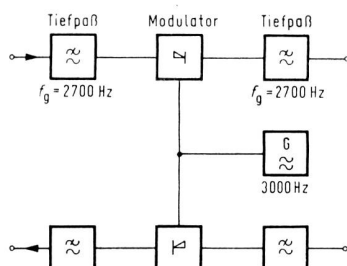 Tiefpaß Modulator Tiefpaß
f_g = 2700 Hz f_g = 2700 Hz
G
3000 Hz